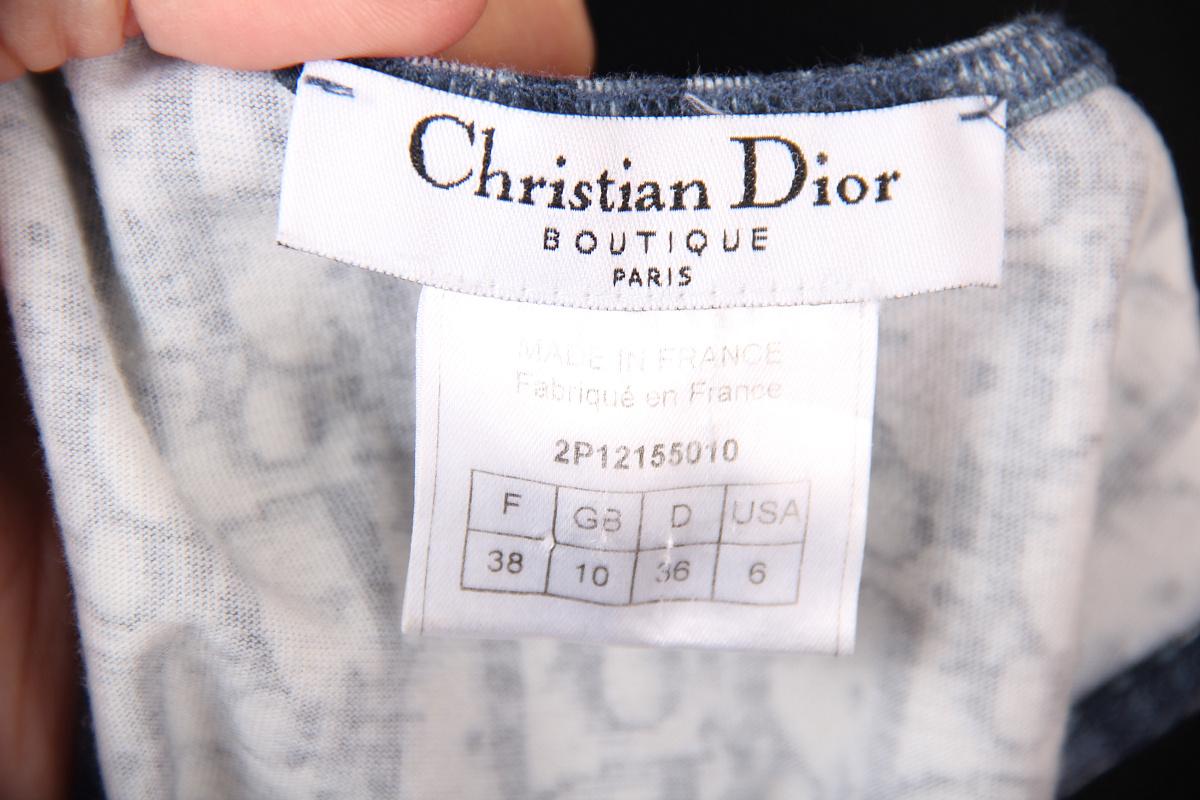 Christian Dior
BOUTIQUE
PARIS
MADE IN FRANCE
Fabriqué en France
2P12155010
F GB D USA
38 10 36 6